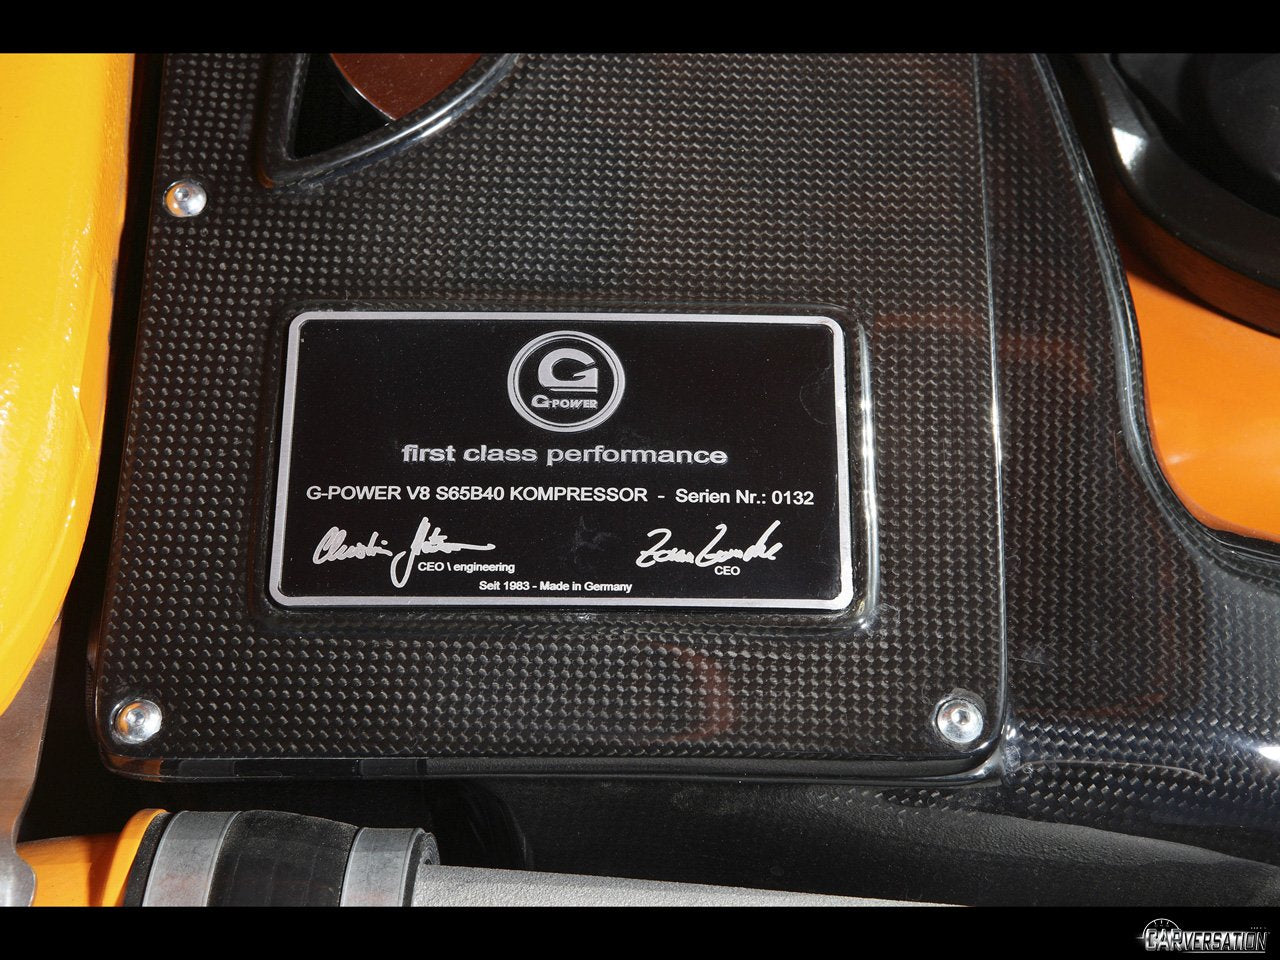 G
G-POWER
first class performance
G-POWER V8 S65B40 KOMPRESSOR - Serien Nr.: 0132
CEO \ engineering
CEO
Seit 1983 - Made in Germany
CARVERSATION